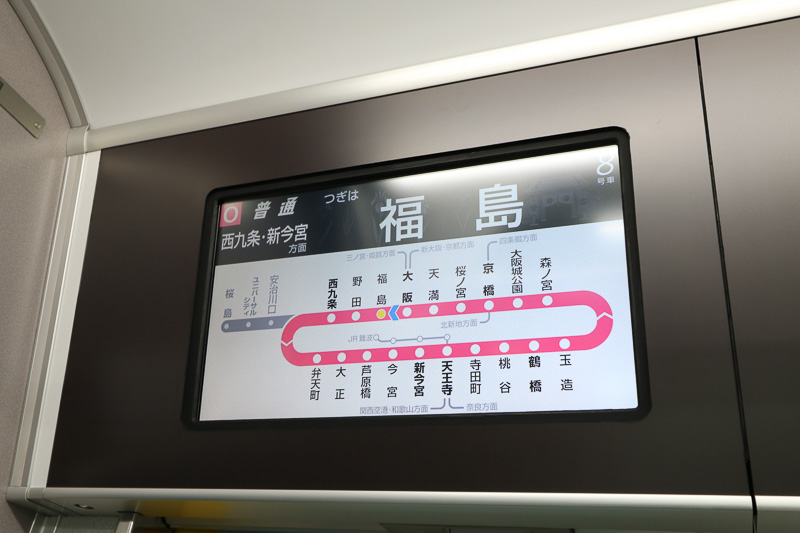 O 普通 つぎは 福島 8
号車
西九条・新今宮
方面
三ノ宮・姫路方面 新大阪・京都方面 四条畷方面
桜島 ユニバーサルシティ 安治川口 西九条 野田 福島 大阪 天満 桜ノ宮 京橋 大阪城公園 森ノ宮
JR難波 北新地方面
弁天町 大正 芦原橋 今宮 新今宮 天王寺 寺田町 桃谷 鶴橋 玉造
関西空港・和歌山方面 奈良方面